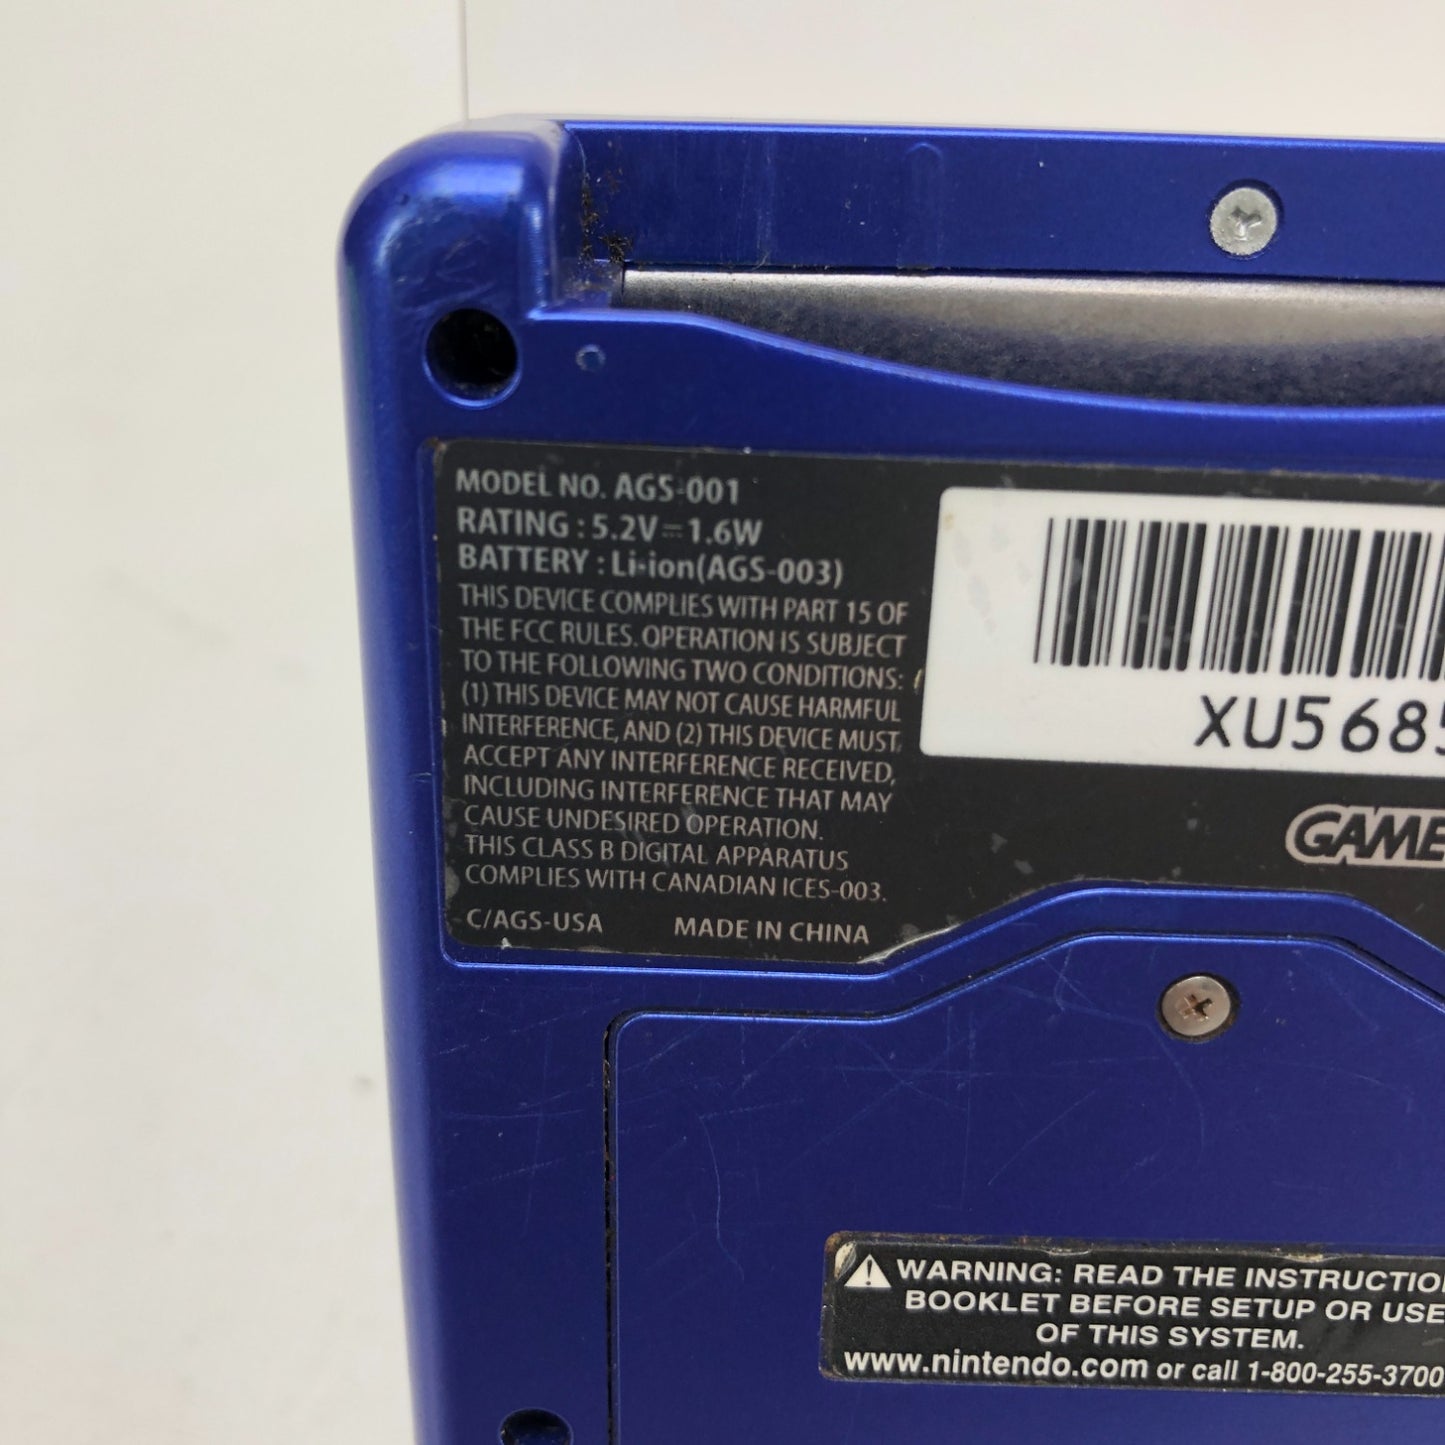 MODEL NO. AGS-001
RATING : 5.2V⎓1.6W
BATTERY : Li-ion(AGS-003)
THIS DEVICE COMPLIES WITH PART 15 OF
THE FCC RULES. OPERATION IS SUBJECT
TO THE FOLLOWING TWO CONDITIONS:
(1) THIS DEVICE MAY NOT CAUSE HARMFUL
INTERFERENCE, AND (2) THIS DEVICE MUST
ACCEPT ANY INTERFERENCE RECEIVED,
INCLUDING INTERFERENCE THAT MAY
CAUSE UNDESIRED OPERATION.
THIS CLASS B DIGITAL APPARATUS
COMPLIES WITH CANADIAN ICES-003.
C/AGS-USA MADE IN CHINA
XU5685
GAME
WARNING: READ THE INSTRUCTIO
BOOKLET BEFORE SETUP OR USE
OF THIS SYSTEM.
www.nintendo.com or call 1-800-255-3700